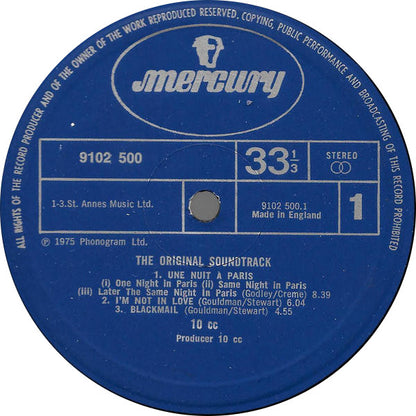 ALL RIGHTS OF THE RECORD PRODUCER AND OF THE OWNER OF THE WORK REPRODUCED RESERVED. COPYING, PUBLIC PERFORMANCE AND BROADCASTING OF THIS RECORD PROHIBITED
mercury
9102 500
33 1/3
STEREO
1-3.St. Annes Music Ltd.
9102 500.1
Made in England
1
℗ 1975 Phonogram Ltd.
THE ORIGINAL SOUNDTRACK
1. UNE NUIT A PARIS
(i) One Night in Paris (ii) Same Night in Paris
(iii) Later The Same Night In Paris (Godley/Creme) 8.39
2. I'M NOT IN LOVE (Gouldman/Stewart) 6.04
3. BLACKMAIL (Gouldman/Stewart) 4.55
10 cc
Producer 10 cc